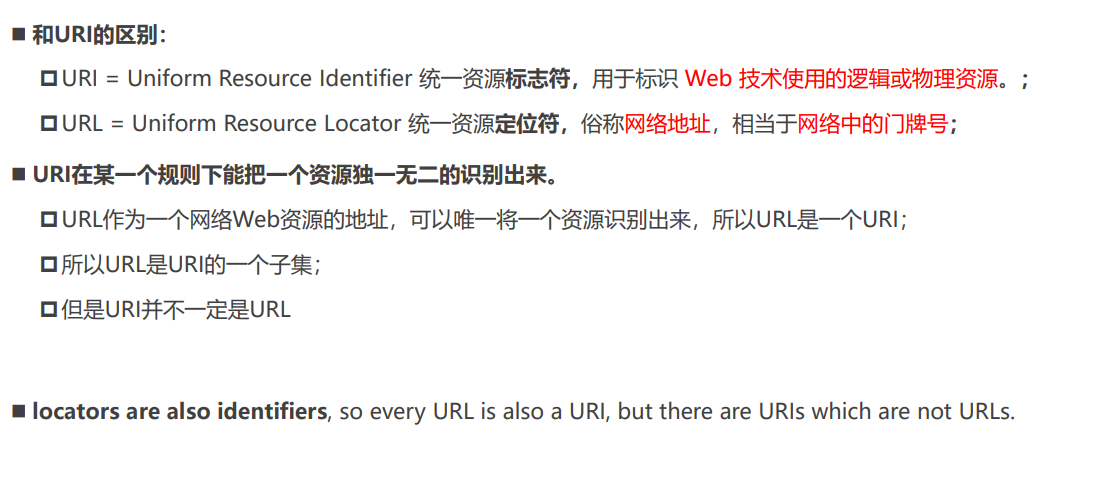 和URI的区别：
URI = Uniform Resource Identifier 统一资源标志符，用于标识 Web 技术使用的逻辑或物理资源。；
URL = Uniform Resource Locator 统一资源定位符，俗称网络地址，相当于网络中的门牌号；
URI在某一个规则下能把一个资源独一无二的识别出来。
URL作为一个网络Web资源的地址，可以唯一将一个资源识别出来，所以URL是一个URI；
所以URL是URI的一个子集；
但是URI并不一定是URL
locators are also identifiers, so every URL is also a URI, but there are URIs which are not URLs.